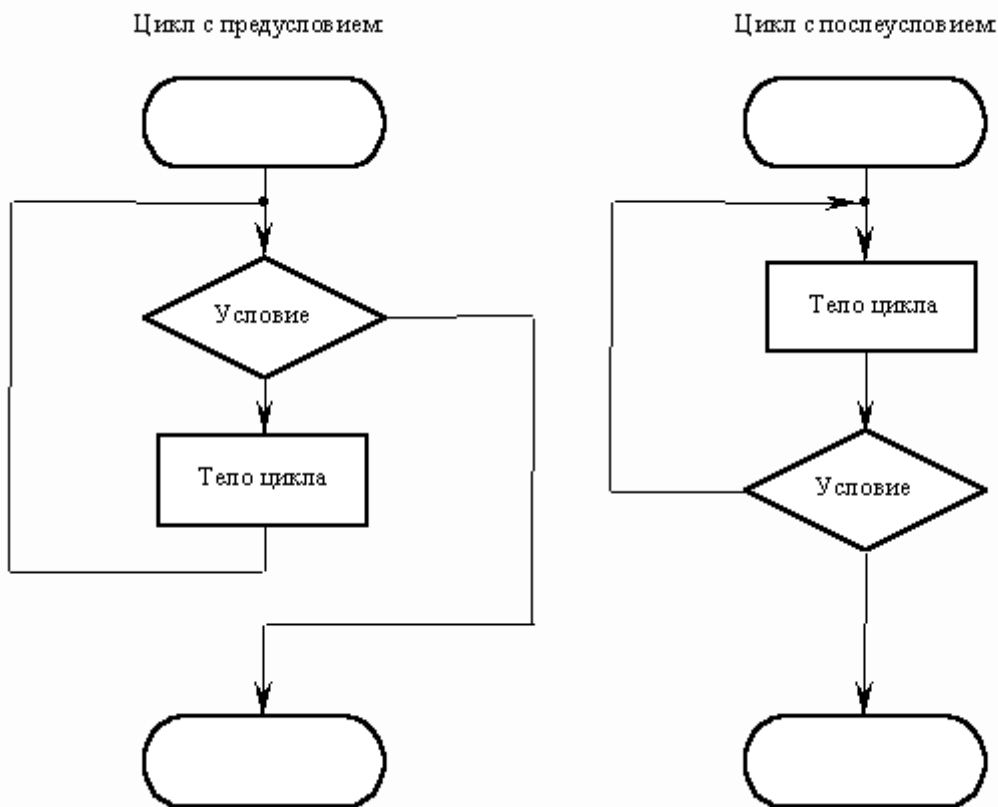 Цикл с предусловием:
Цикл с послеусловием:
Условие
Тело цикла
Тело цикла
Условие